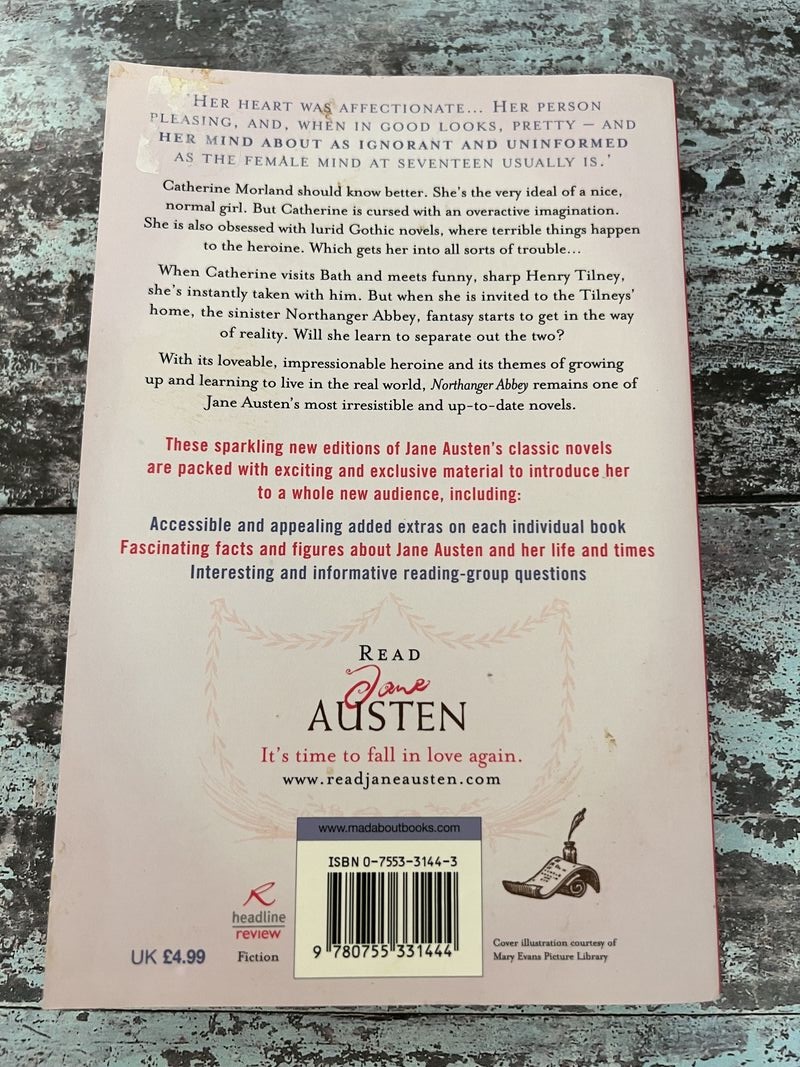 'HER HEART WAS AFFECTIONATE... HER PERSON
PLEASING, AND, WHEN IN GOOD LOOKS, PRETTY – AND
HER MIND ABOUT AS IGNORANT AND UNINFORMED
AS THE FEMALE MIND AT SEVENTEEN USUALLY IS.'
Catherine Morland should know better. She's the very ideal of a nice,
normal girl. But Catherine is cursed with an overactive imagination.
She is also obsessed with lurid Gothic novels, where terrible things happen
to the heroine. Which gets her into all sorts of trouble...
When Catherine visits Bath and meets funny, sharp Henry Tilney,
she's instantly taken with him. But when she is invited to the Tilneys'
home, the sinister Northanger Abbey, fantasy starts to get in the way
of reality. Will she learn to separate out the two?
With its loveable, impressionable heroine and its themes of growing
up and learning to live in the real world, Northanger Abbey remains one of
Jane Austen's most irresistible and up-to-date novels.
These sparkling new editions of Jane Austen's classic novels
are packed with exciting and exclusive material to introduce her
to a whole new audience, including:
Accessible and appealing added extras on each individual book
Fascinating facts and figures about Jane Austen and her life and times
Interesting and informative reading-group questions
READ
Jane
AUSTEN
It's time to fall in love again.
www.readjaneausten.com
www.madaboutbooks.com
ISBN 0-7553-3144-3
9 780755 331444
R
headline
review
UK £4.99
Fiction
Cover illustration courtesy of
Mary Evans Picture Library